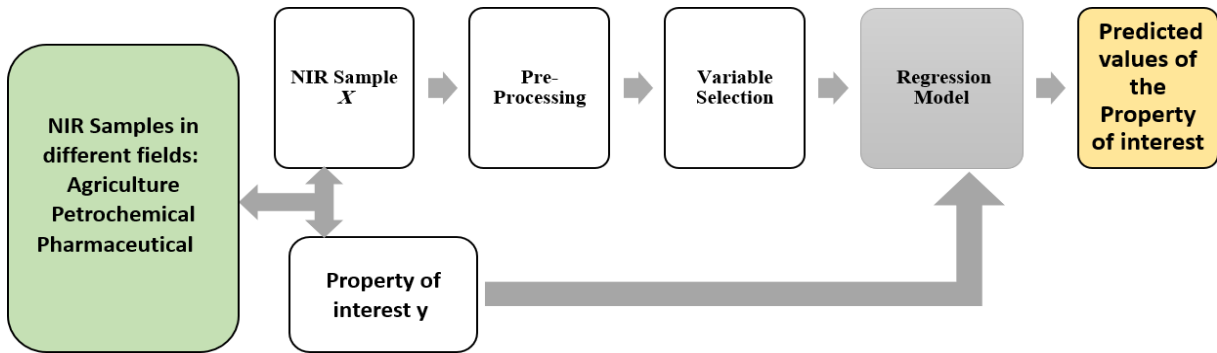 NIR Samples in
different fields:
Agriculture
Petrochemical
Pharmaceutical
NIR Sample
X
Pre-
Processing
Variable
Selection
Regression
Model
Predicted
values of
the
Property
of interest
Property of
interest y